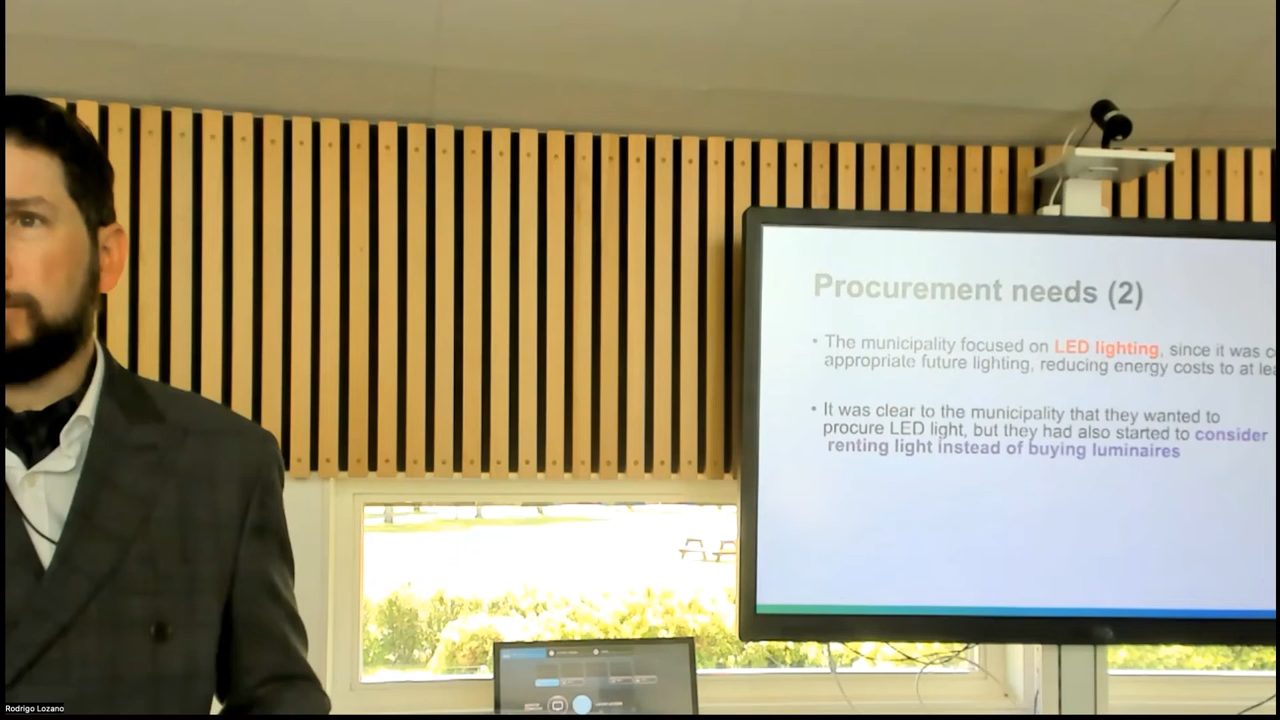 Procurement needs (2)
• The municipality focused on LED lighting, since it was
appropriate future lighting, reducing energy costs to at
• It was clear to the municipality that they wanted to
procure LED light, but they had also started to consider
renting light instead of buying luminaires
Rodrigo Lozano